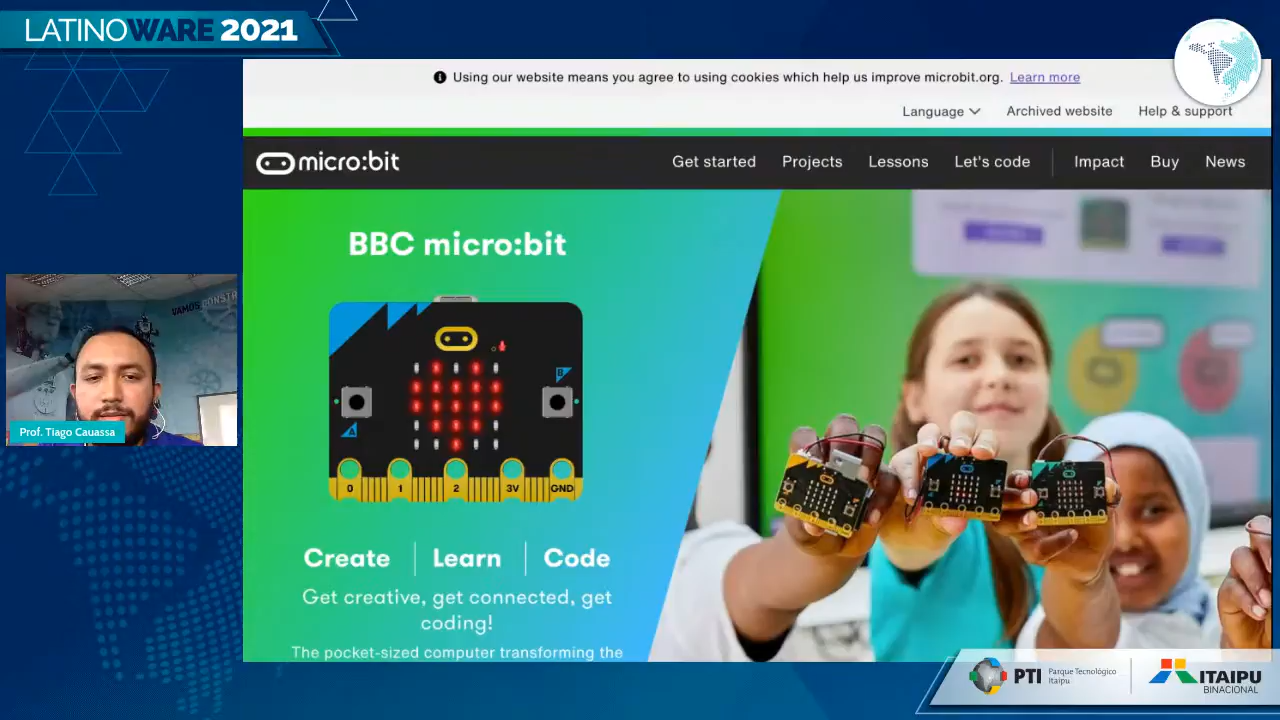 LATINOWARE 2021
Using our website means you agree to using cookies which help us improve microbit.org. Learn more
Language Archived website Help & support
micro:bit
Get started Projects Lessons Let's code Impact Buy News
BBC micro:bit
B
A
0 1 2 3V GND
Create Learn Code
Get creative, get connected, get
coding!
The pocket-sized computer transforming the
VAMOS CONSTR
Prof. Tiago Cauassa
PTI Parque Tecnológico
Itaipu
ITAIPU
BINACIONAL